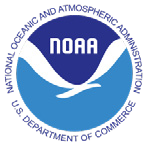 NATIONAL OCEANIC AND ATMOSPHERIC ADMINISTRATION
NOAA
U.S. DEPARTMENT OF COMMERCE